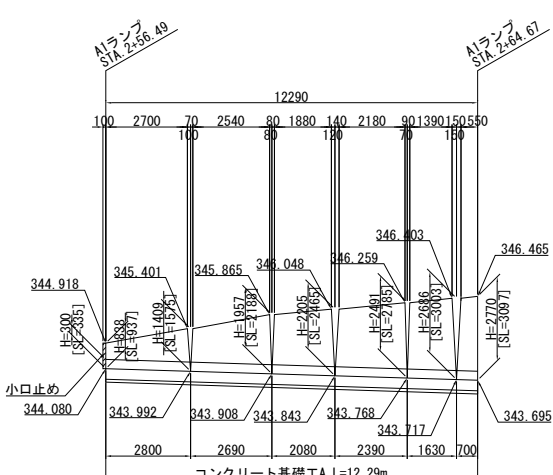 A1ランプ
STA.2+56.49
A1ランプ
STA.2+64.67
12290
100 2700 70 2540 80 1880 140 2180 90 1390 150 550
100 80 120 70 150
346.403
346.465
346.259
346.048
345.865
345.401
344.918
H=300
[SL=335]
H=838
[SL=937]
H=1409
[SL=1575]
H=1957
[SL=2188]
H=2205
[SL=2465]
H=2491
[SL=2785]
H=2686
[SL=3003]
H=2770
[SL=3097]
小口止め
344.080
343.992
343.908
343.843
343.768
343.717
343.695
2800 2690 2080 2390 1630 700
コンクリート基礎工A L=12.29m